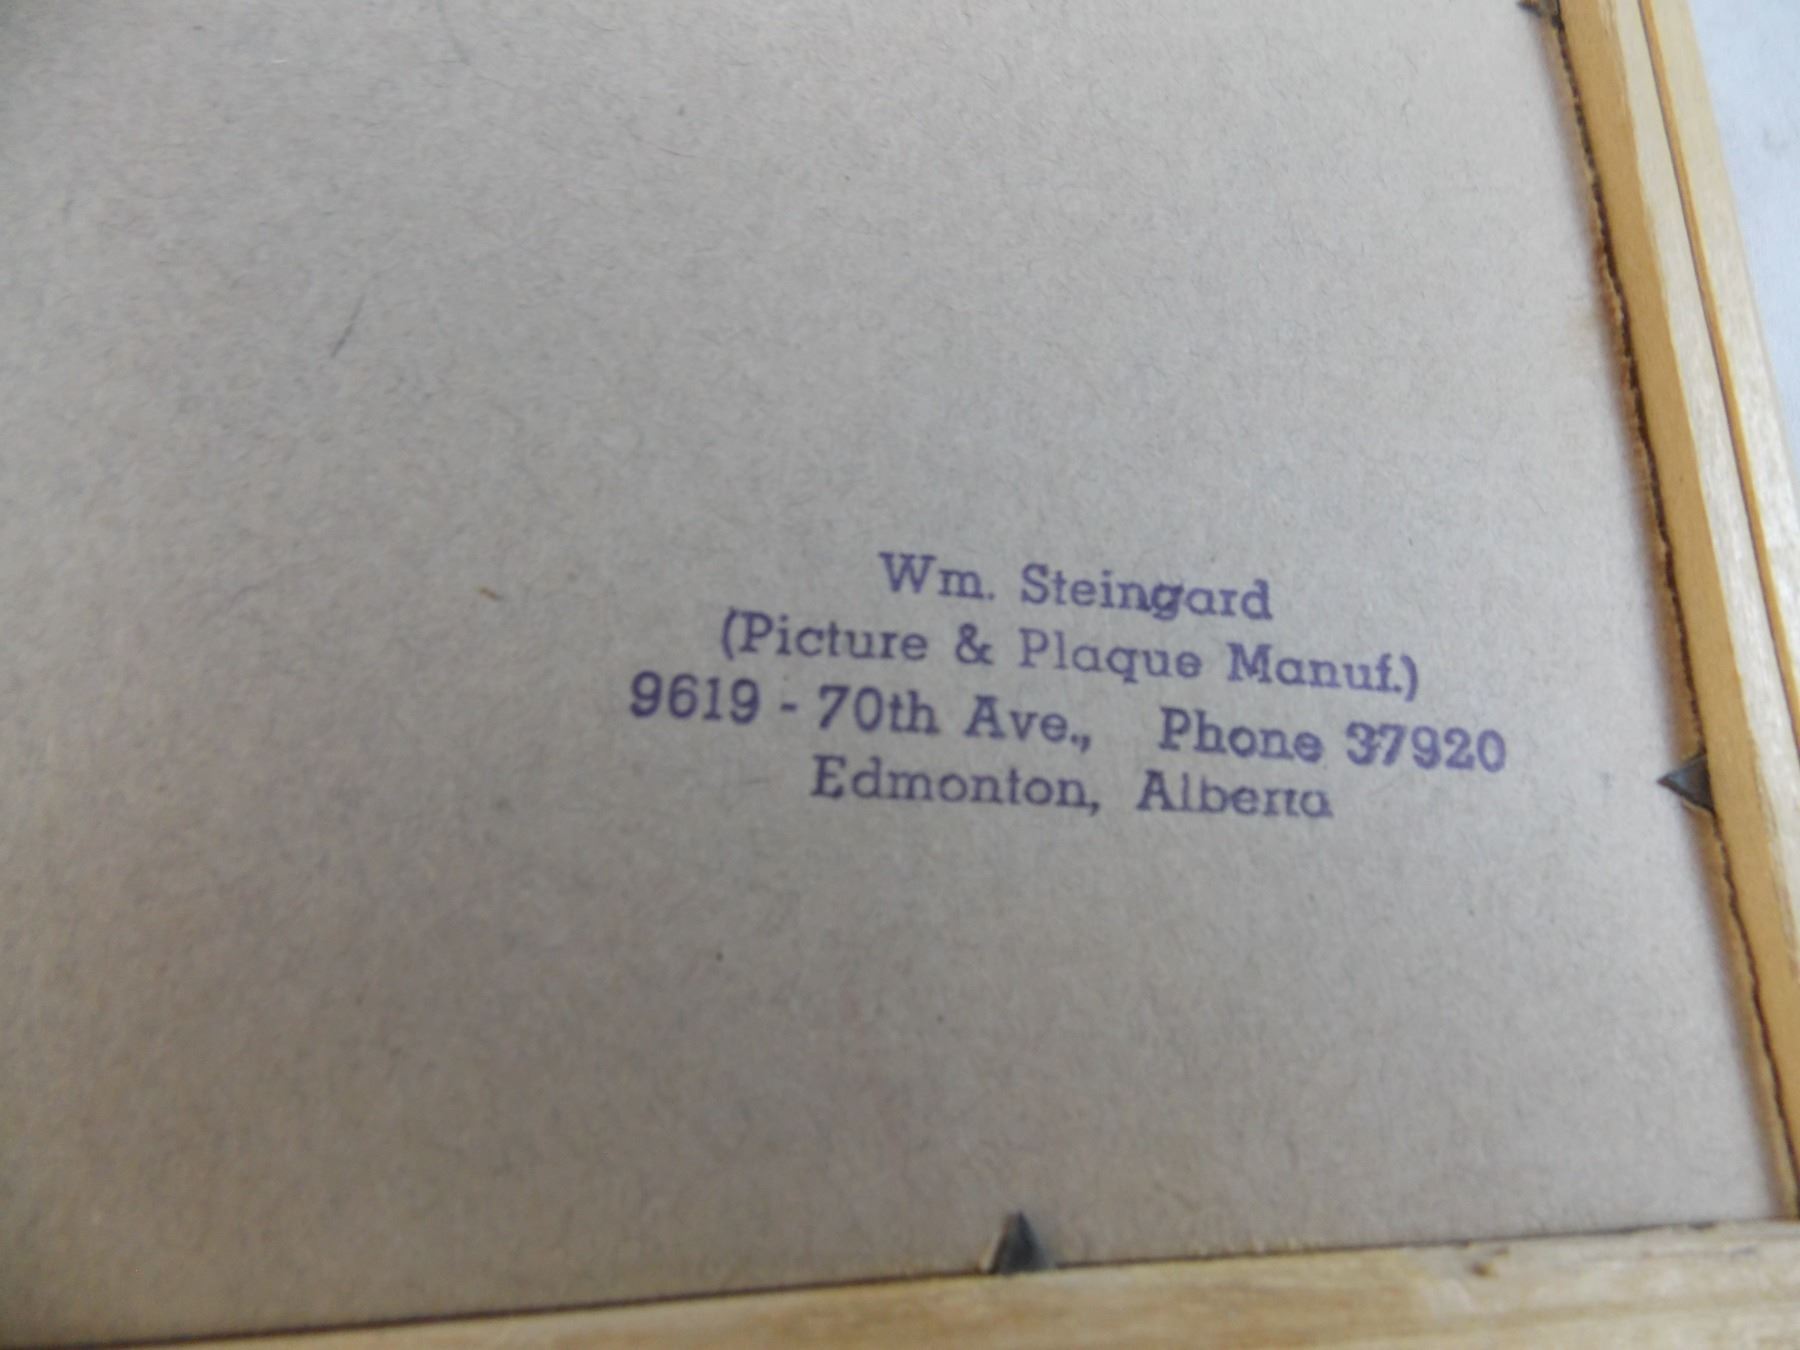 Wm. Steingard
(Picture & Plaque Manuf.)
9619 - 70th Ave., Phone 37920
Edmonton, Alberta